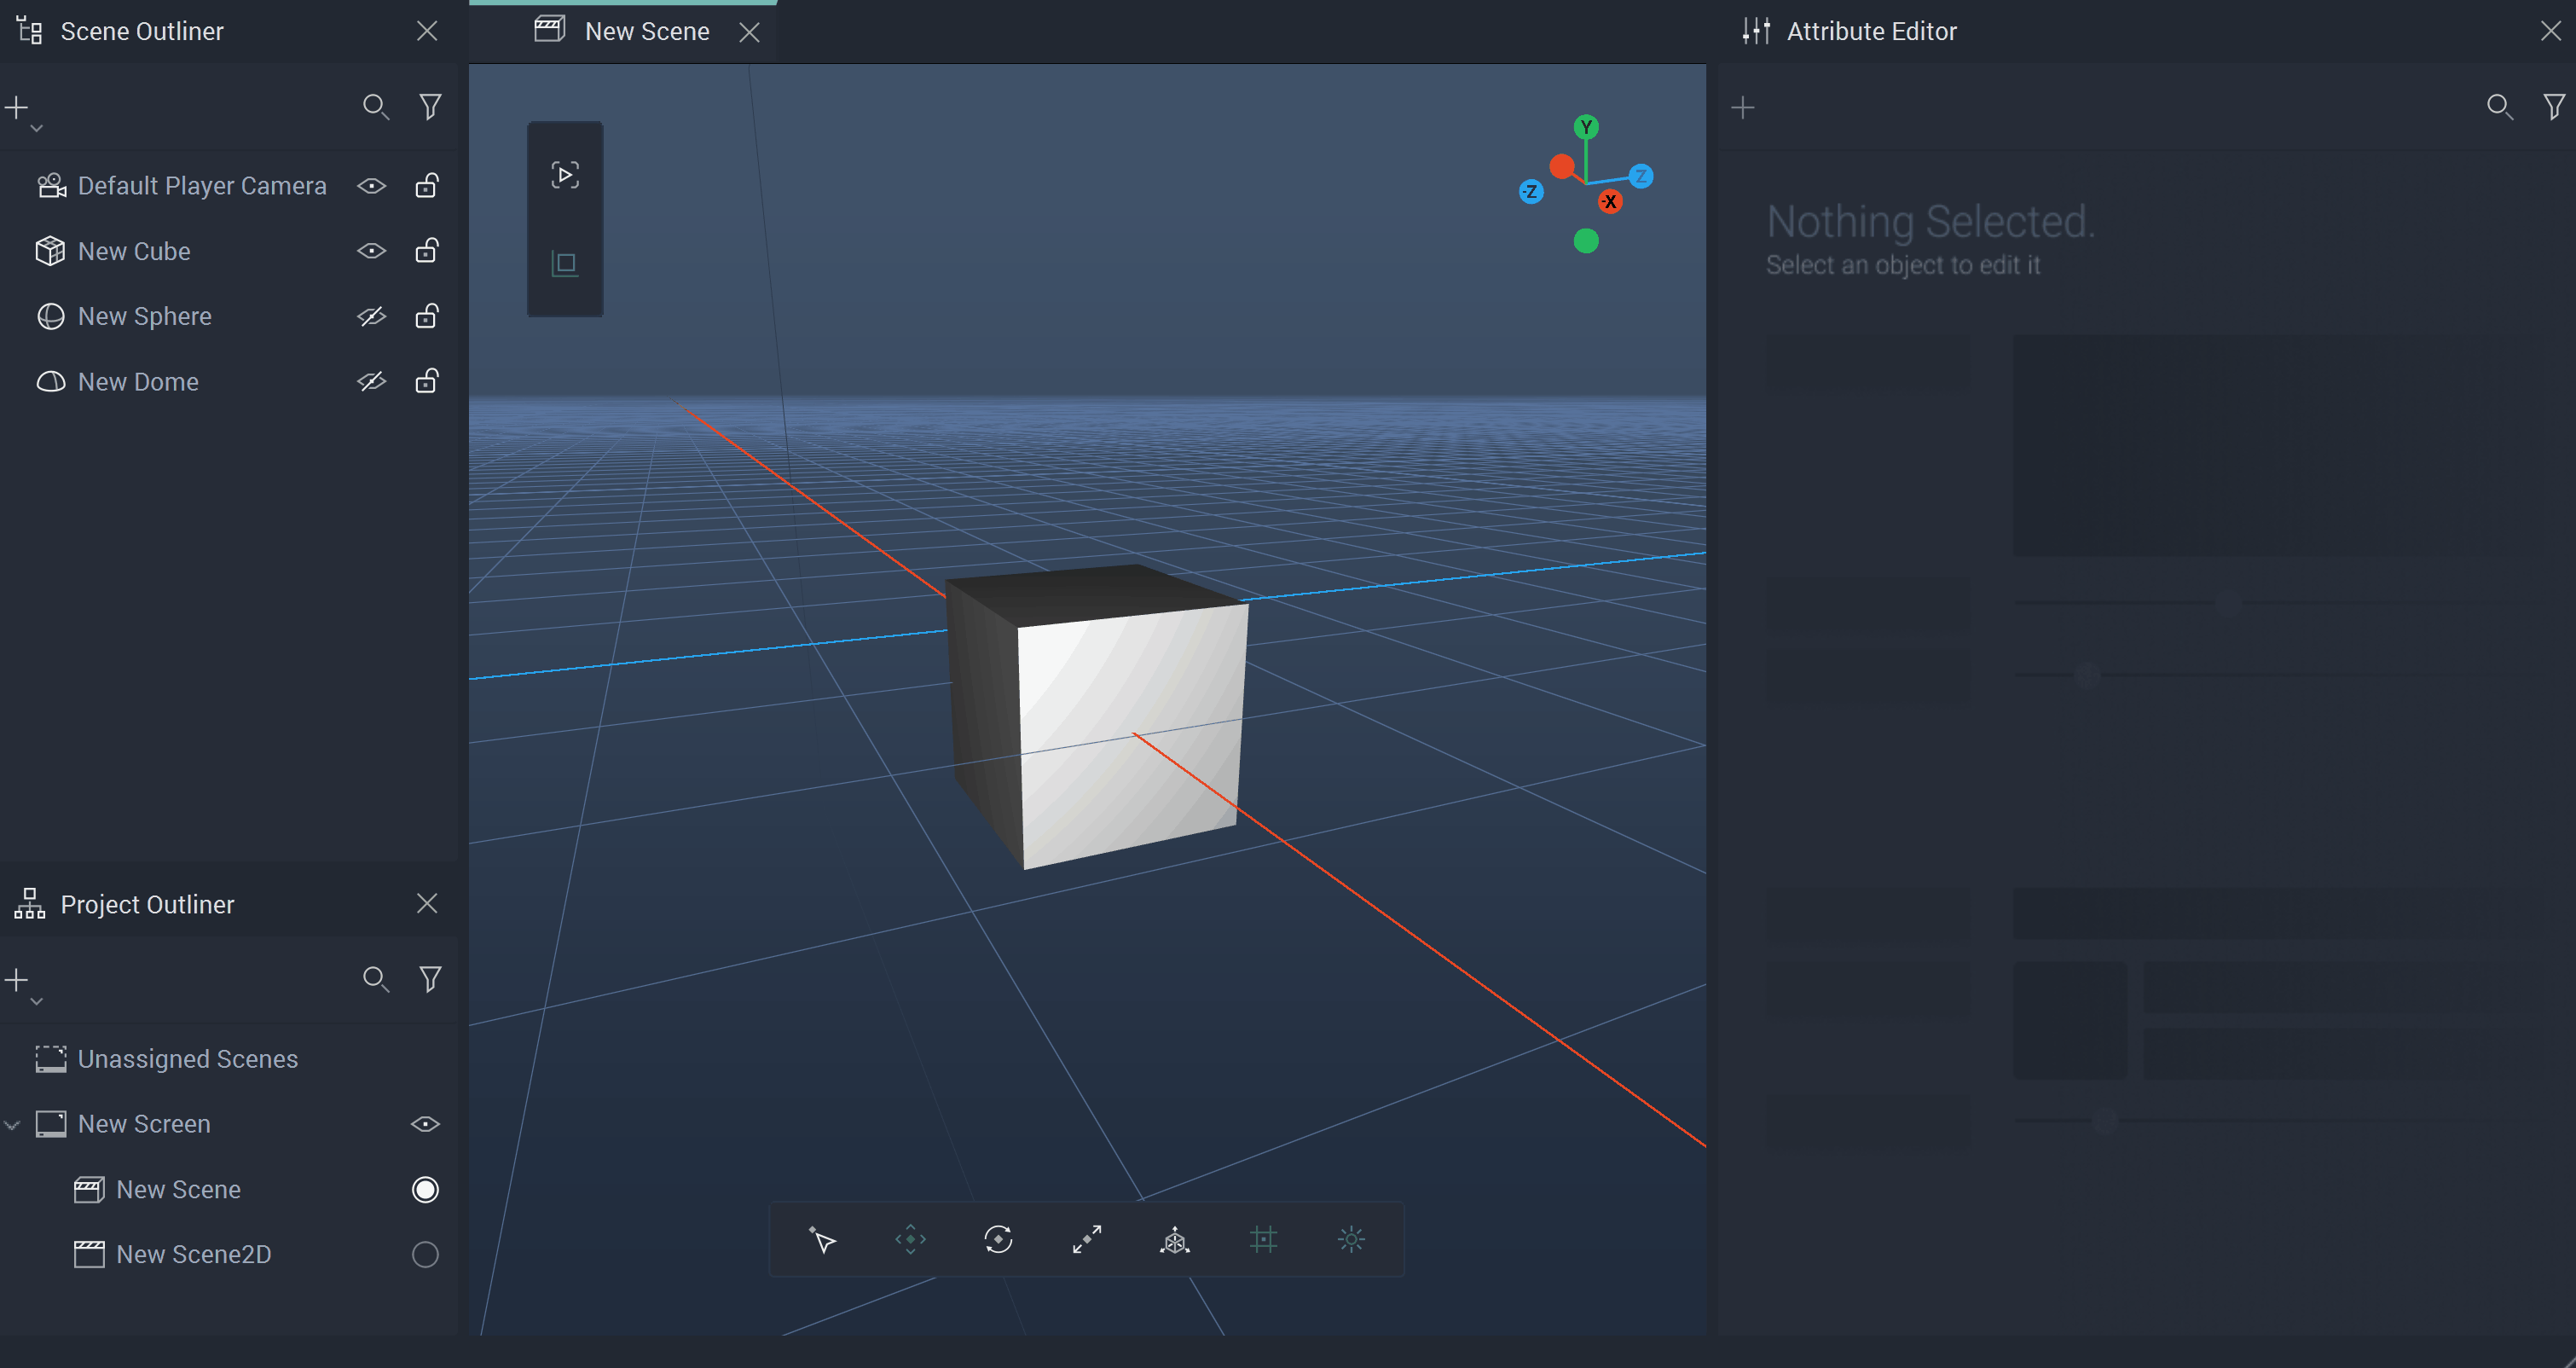 Scene Outliner
New Scene
Attribute Editor
Default Player Camera
New Cube
New Sphere
New Dome
Y
Z
-Z
-X
Nothing Selected.
Select an object to edit it
Project Outliner
Unassigned Scenes
New Screen
New Scene
New Scene2D